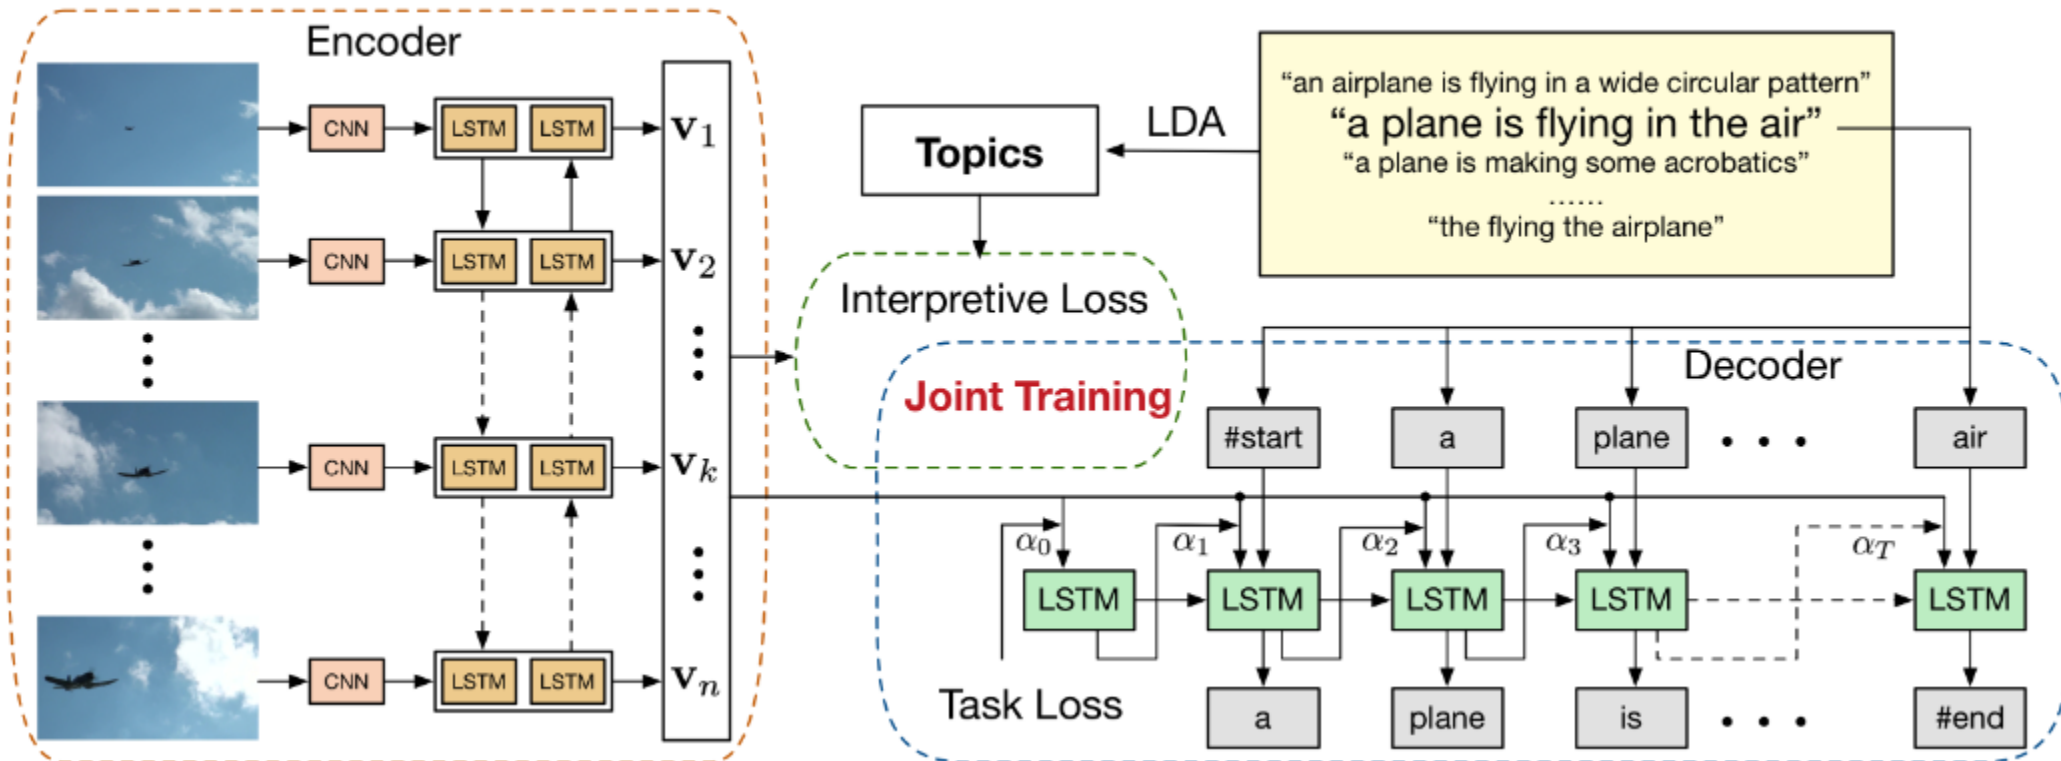 Encoder
CNN LSTM LSTM v1
CNN LSTM LSTM v2
CNN LSTM LSTM vk
CNN LSTM LSTM vn
Topics
LDA
“an airplane is flying in a wide circular pattern”
“a plane is flying in the air”
“a plane is making some acrobatics”
......
“the flying the airplane”
Interpretive Loss
Joint Training
Decoder
#start a plane air
α0 α1 α2 α3 αT
LSTM LSTM LSTM LSTM LSTM
Task Loss
a plane is #end